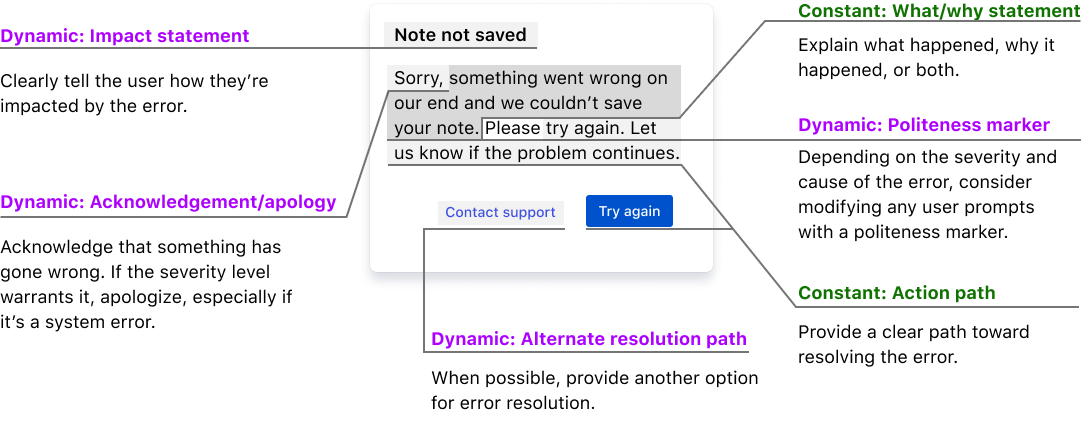 Dynamic: Impact statement
Clearly tell the user how they’re
impacted by the error.
Dynamic: Acknowledgement/apology
Acknowledge that something has
gone wrong. If the severity level
warrants it, apologize, especially if
it’s a system error.
Note not saved
Sorry, something went wrong on
our end and we couldn’t save
your note. Please try again. Let
us know if the problem continues.
Contact support
Try again
Dynamic: Alternate resolution path
When possible, provide another option
for error resolution.
Constant: What/why statement
Explain what happened, why it
happened, or both.
Dynamic: Politeness marker
Depending on the severity and
cause of the error, consider
modifying any user prompts
with a politeness marker.
Constant: Action path
Provide a clear path toward
resolving the error.